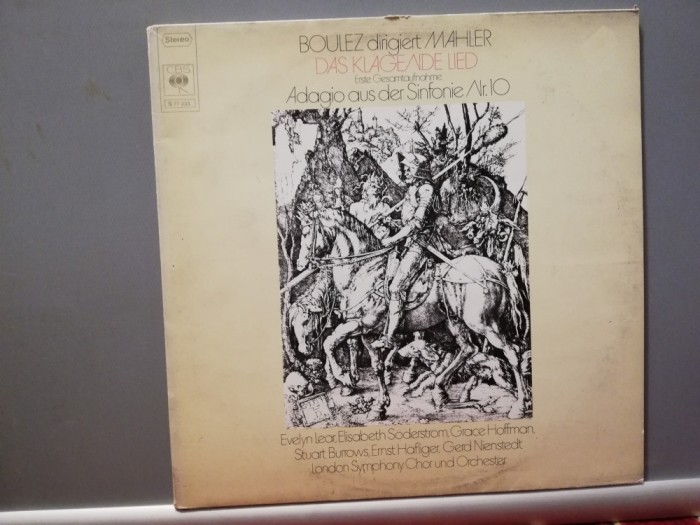 Stereo
CBS
BOULEZ dirigiert MAHLER
DAS KLAGENDE LIED
Erste Gesamtaufnahme
Adagio aus der Sinfonie Nr.10
Evelyn Lear, Elisabeth Söderström, Grace Hoffman,
Stuart Burrows, Ernst Häfliger, Gerd Nienstedt
London Symphony Chor und Orchester